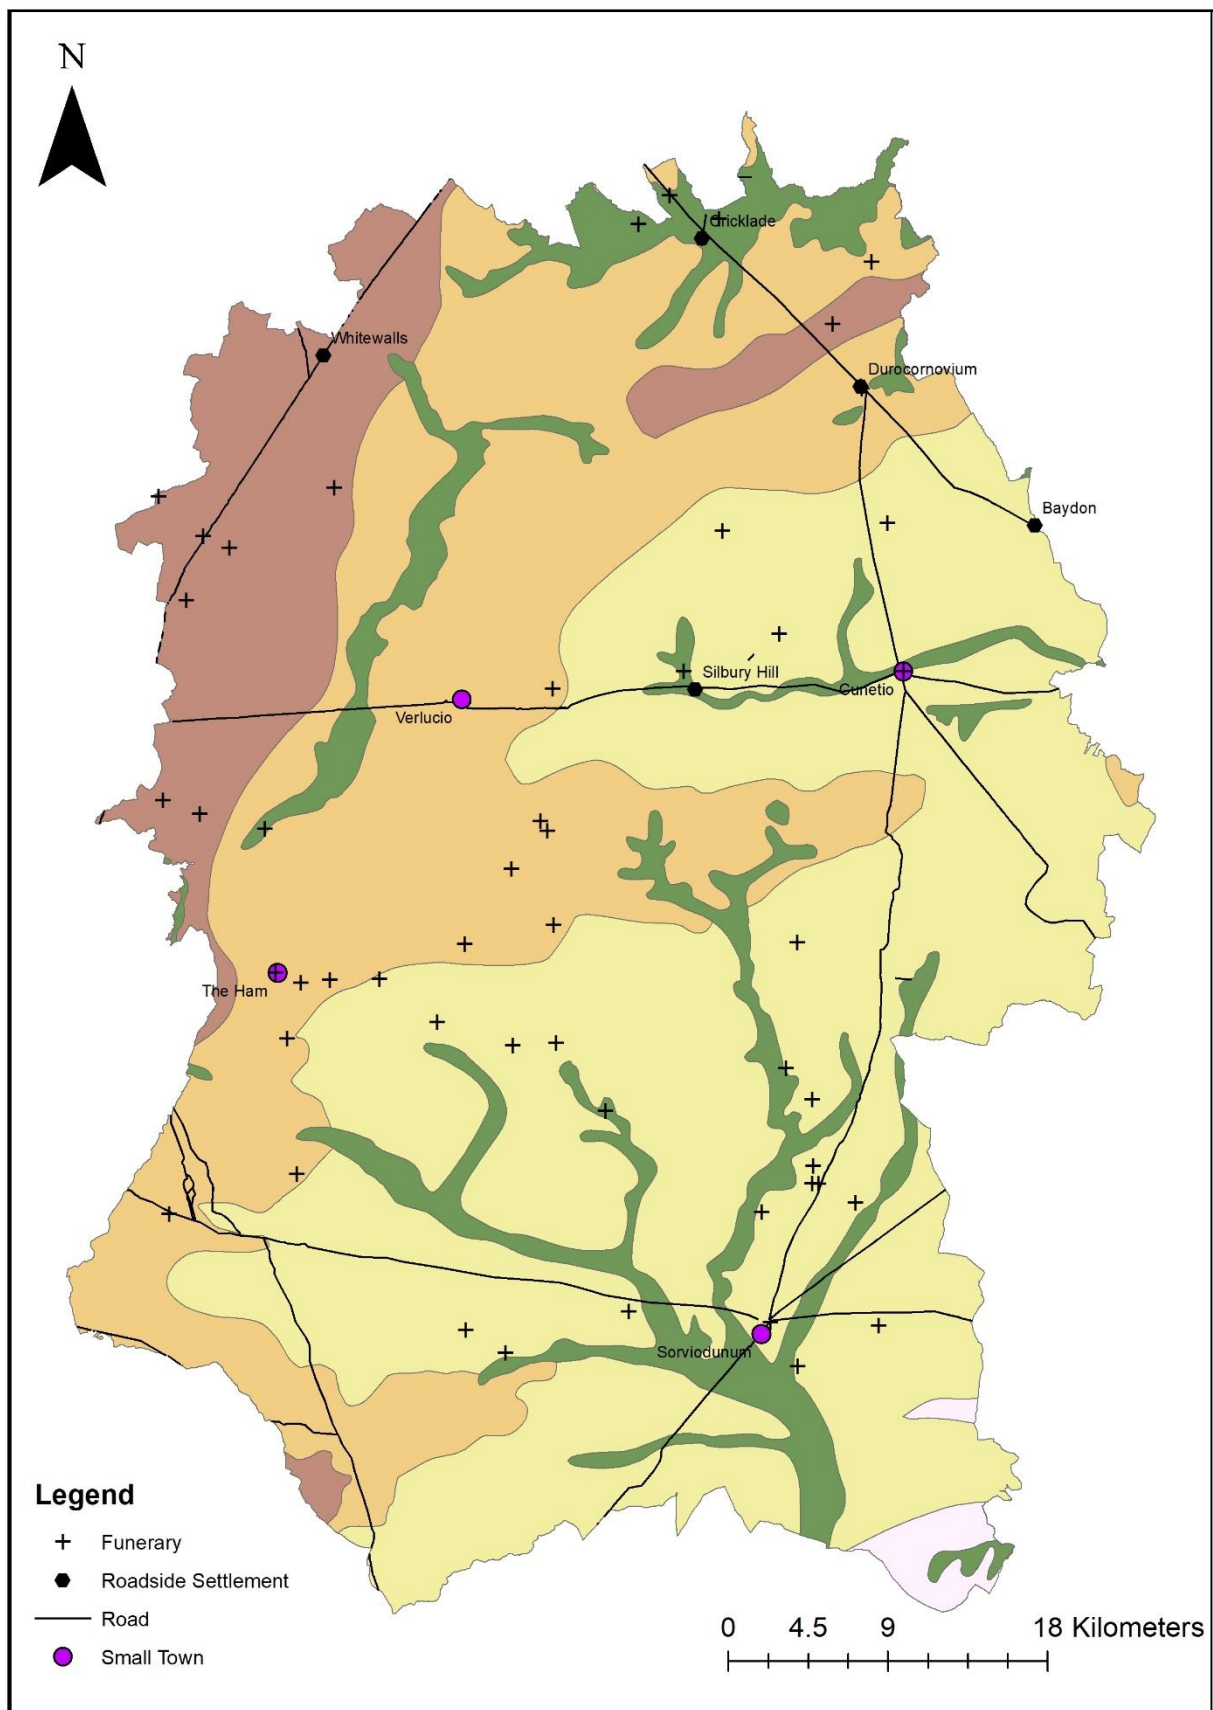 N
Cricklade
Whitewalls
Durocornovium
Baydon
Silbury Hill
Cunetio
Verlucio
The Ham
Sorviodunum
Legend
Funerary
Roadside Settlement
Road
Small Town
0 4.5 9 18 Kilometers